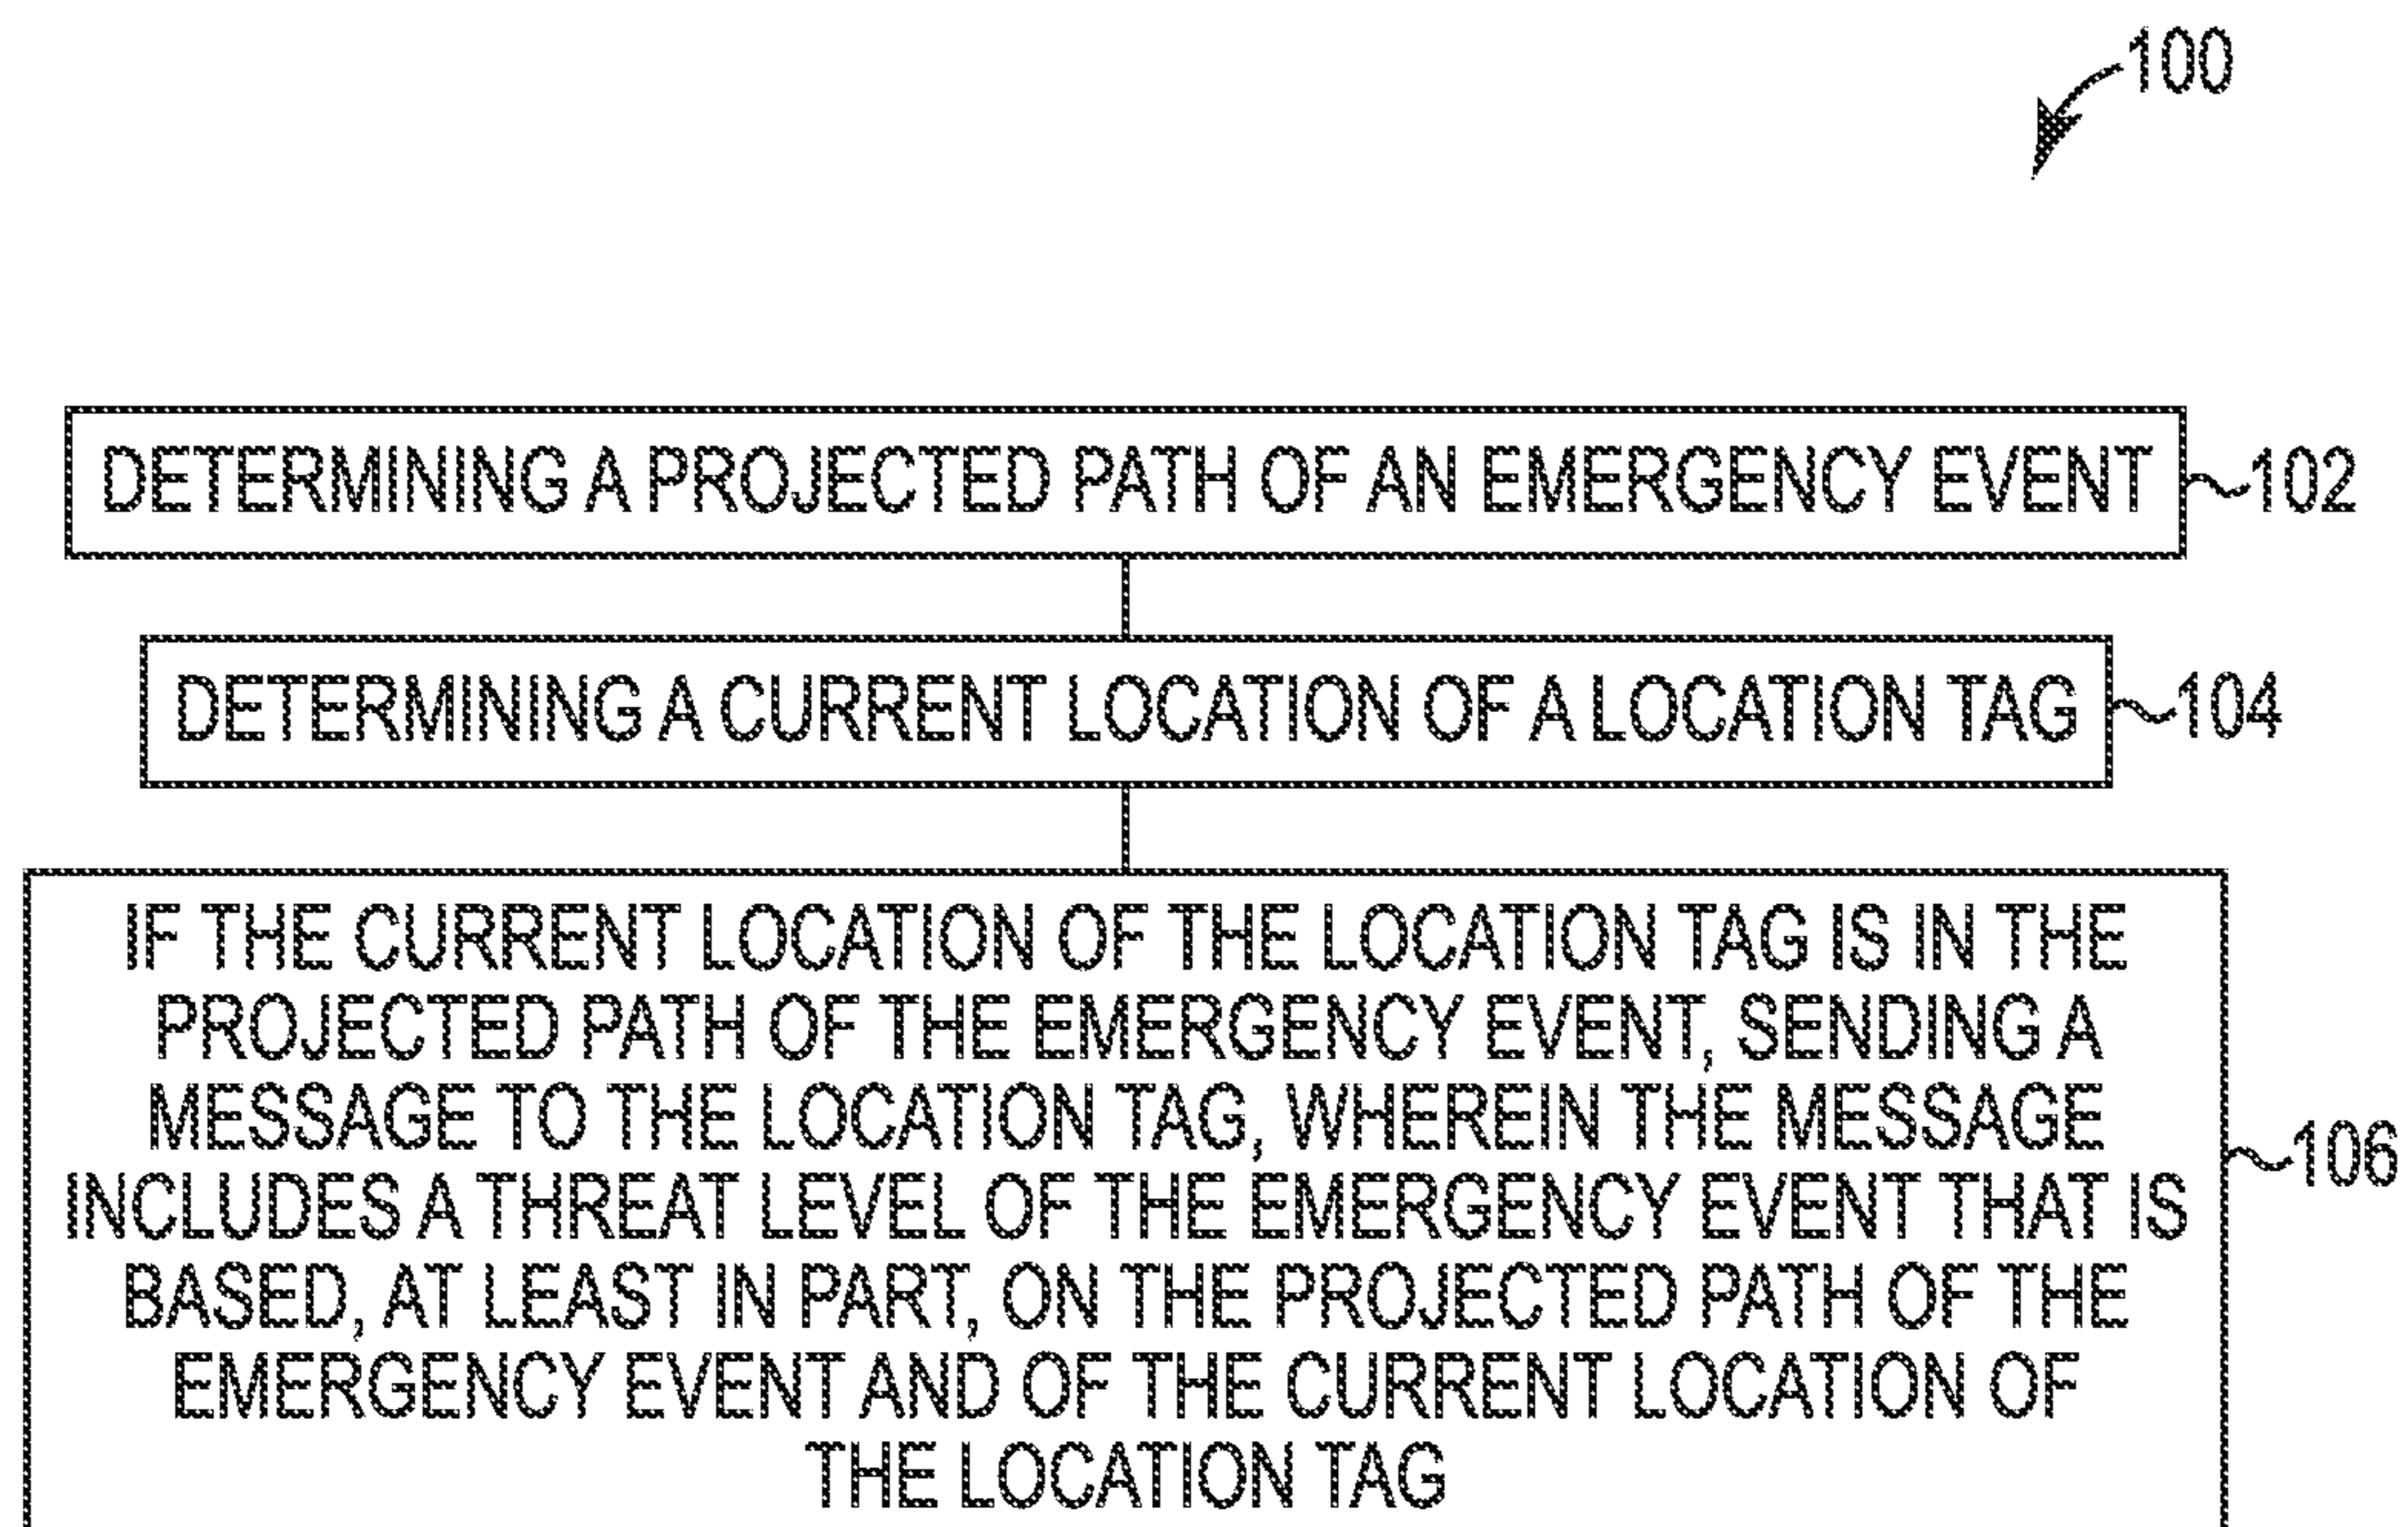 100
DETERMINING A PROJECTED PATH OF AN EMERGENCY EVENT 102
DETERMINING A CURRENT LOCATION OF A LOCATION TAG 104
IF THE CURRENT LOCATION OF THE LOCATION TAG IS IN THE
PROJECTED PATH OF THE EMERGENCY EVENT, SENDING A
MESSAGE TO THE LOCATION TAG, WHEREIN THE MESSAGE
106
INCLUDES A THREAT LEVEL OF THE EMERGENCY EVENT THAT IS
BASED, AT LEAST IN PART, ON THE PROJECTED PATH OF THE
EMERGENCY EVENT AND OF THE CURRENT LOCATION OF
THE LOCATION TAG